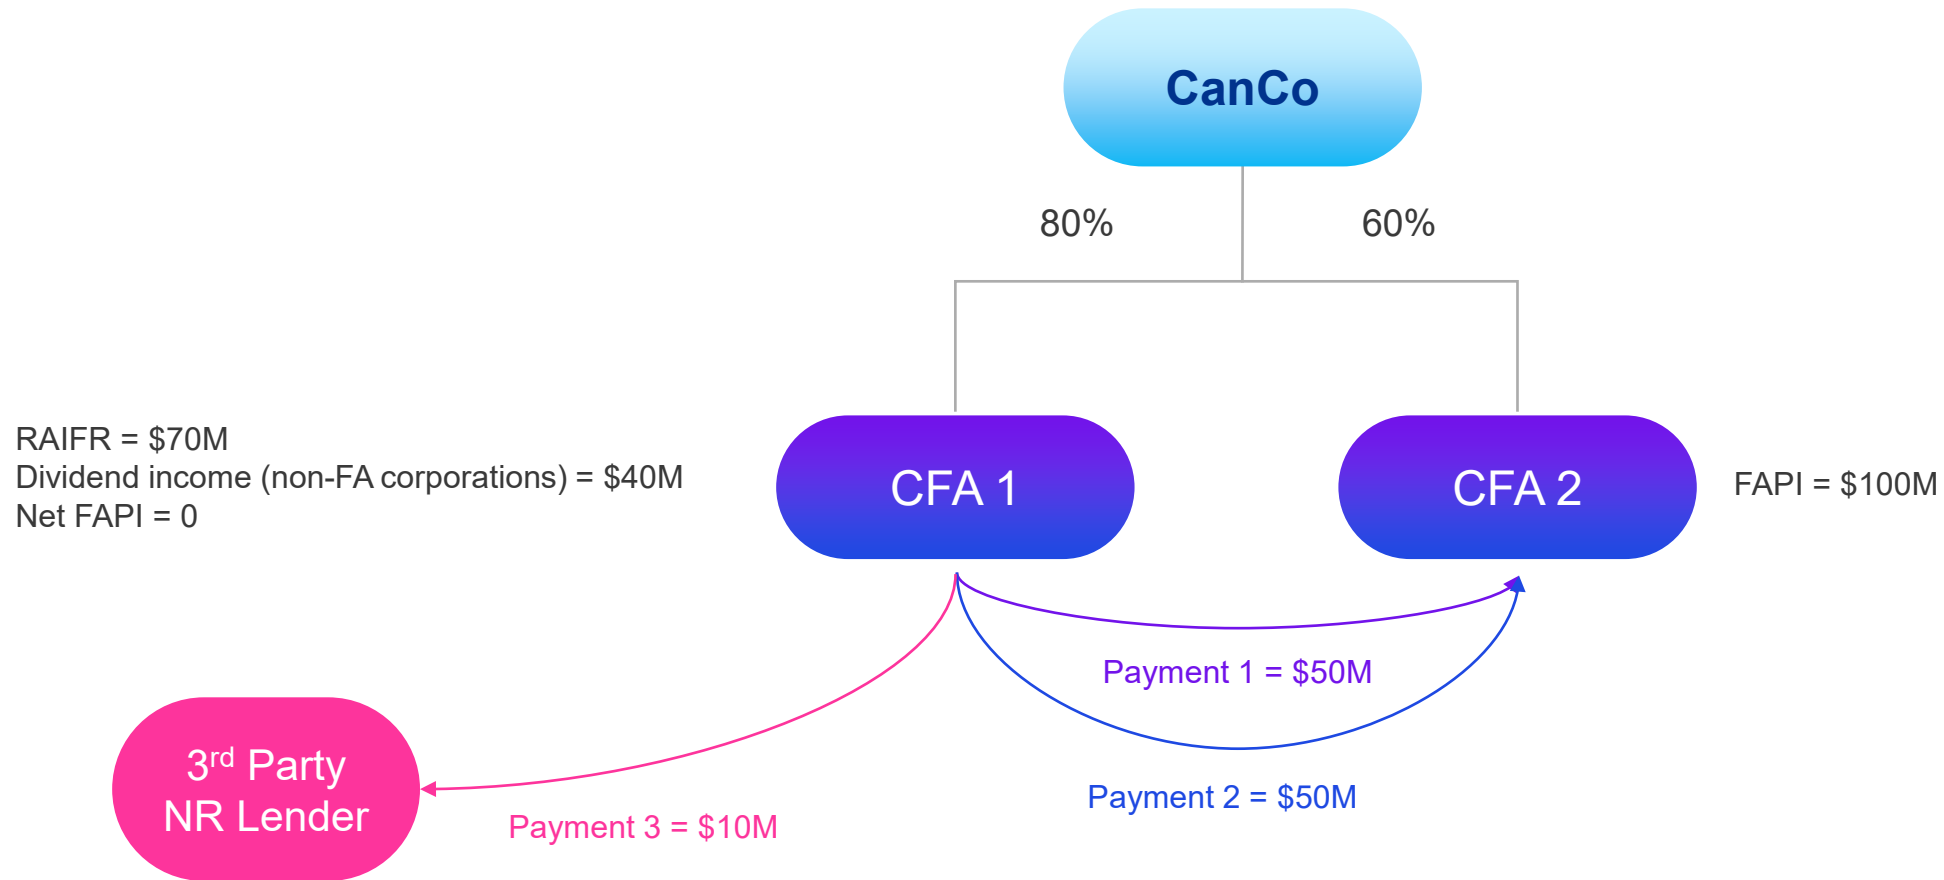 CanCo
80%
60%
RAIFR = $70M
Dividend income (non-FA corporations) = $40M
Net FAPI = 0
CFA 1
CFA 2
FAPI = $100M
Payment 1 = $50M
Payment 2 = $50M
3rd Party
NR Lender
Payment 3 = $10M